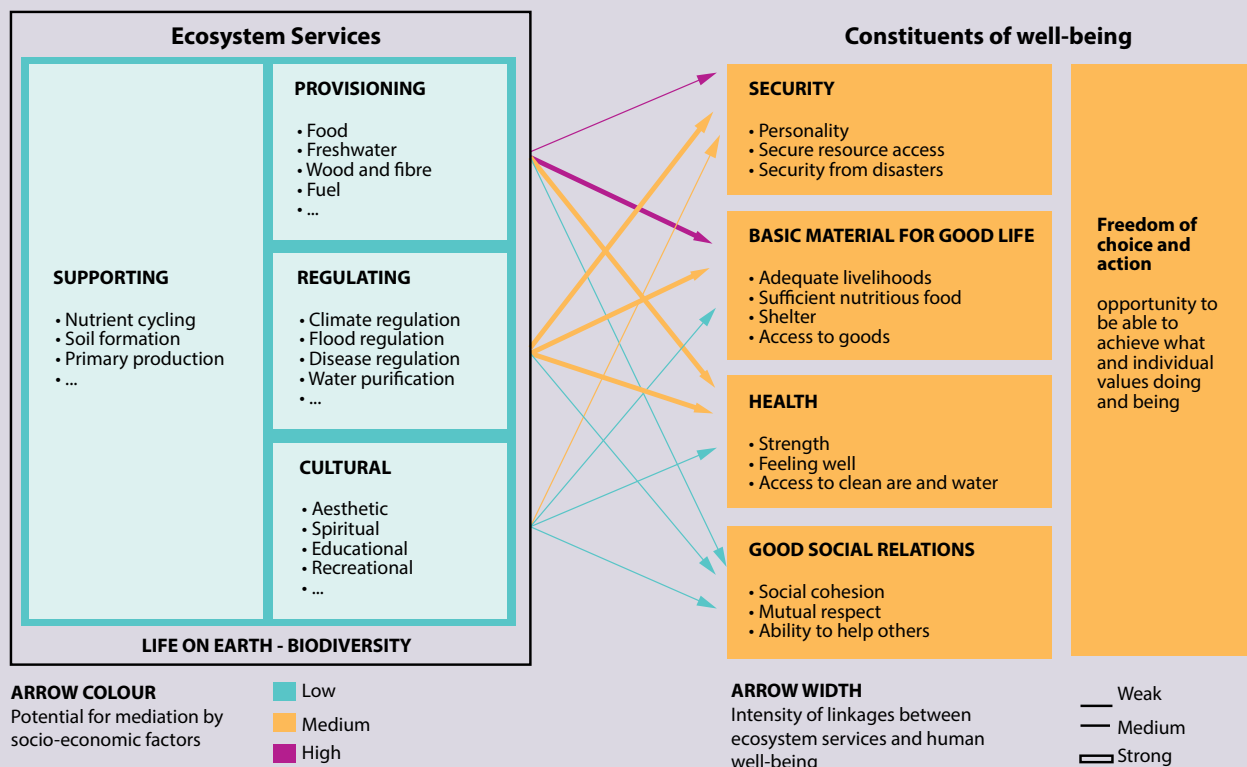 Ecosystem Services
SUPPORTING
• Nutrient cycling
• Soil formation
• Primary production
• ...
PROVISIONING
• Food
• Freshwater
• Wood and fibre
• Fuel
• ...
REGULATING
• Climate regulation
• Flood regulation
• Disease regulation
• Water purification
• ...
CULTURAL
• Aesthetic
• Spiritual
• Educational
• Recreational
• ...
LIFE ON EARTH - BIODIVERSITY
Constituents of well-being
SECURITY
• Personality
• Secure resource access
• Security from disasters
BASIC MATERIAL FOR GOOD LIFE
• Adequate livelihoods
• Sufficient nutritious food
• Shelter
• Access to goods
HEALTH
• Strength
• Feeling well
• Access to clean are and water
GOOD SOCIAL RELATIONS
• Social cohesion
• Mutual respect
• Ability to help others
Freedom of
choice and
action
opportunity to
be able to
achieve what
and individual
values doing
and being
ARROW COLOUR
Potential for mediation by
socio-economic factors
Low
Medium
High
ARROW WIDTH
Intensity of linkages between
ecosystem services and human
well-being
Weak
Medium
Strong